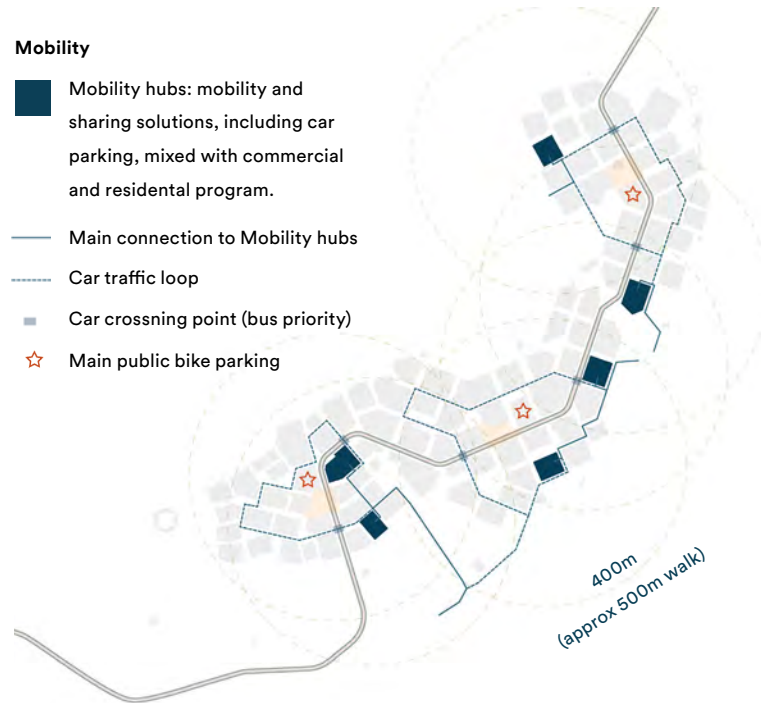 Mobility
Mobility hubs: mobility and
sharing solutions, including car
parking, mixed with commercial
and residental program.
Main connection to Mobility hubs
Car traffic loop
Car crossning point (bus priority)
Main public bike parking
400m
(approx 500m walk)